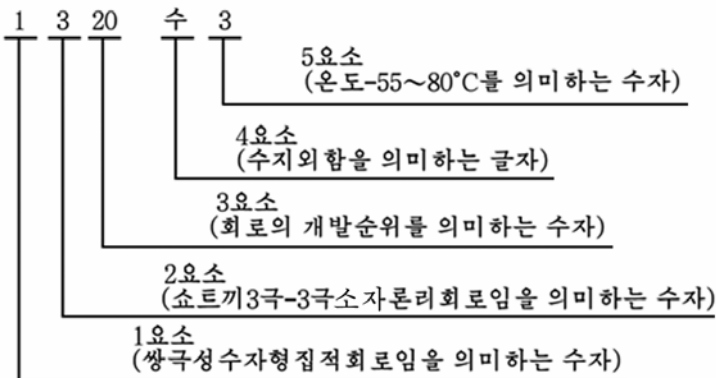 1 3 20 수 3
5요소
(온도-55~80°C를 의미하는 수자)
4요소
(수지외함을 의미하는 글자)
3요소
(회로의 개발순위를 의미하는 수자)
2요소
(쇼트끼3극-3극소자론리회로임을 의미하는 수자)
1요소
(쌍극성수자형집적회로임을 의미하는 수자)